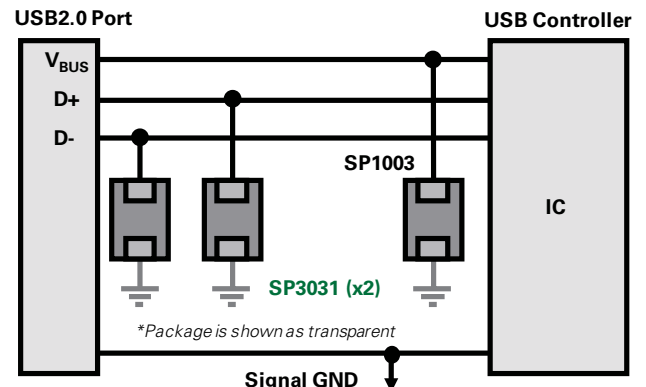 USB2.0 Port
USB Controller
VBUS
D+
D-
SP1003
IC
SP3031 (x2)
*Package is shown as transparent
Signal GND